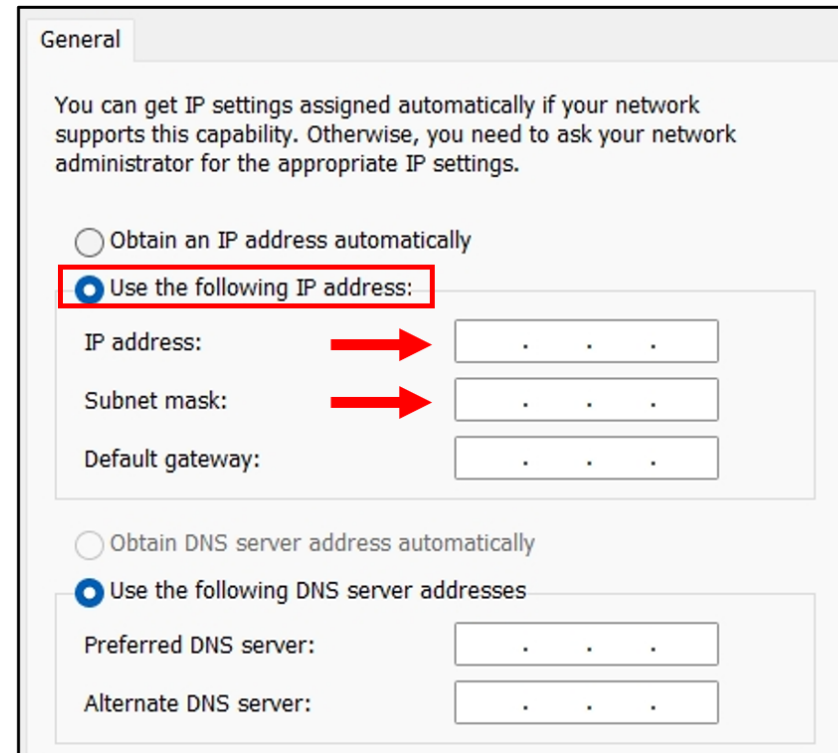 General
You can get IP settings assigned automatically if your network
supports this capability. Otherwise, you need to ask your network
administrator for the appropriate IP settings.
Obtain an IP address automatically
Use the following IP address:
IP address: . . .
Subnet mask: . . .
Default gateway: . . .
Obtain DNS server address automatically
Use the following DNS server addresses
Preferred DNS server: . . .
Alternate DNS server: . . .